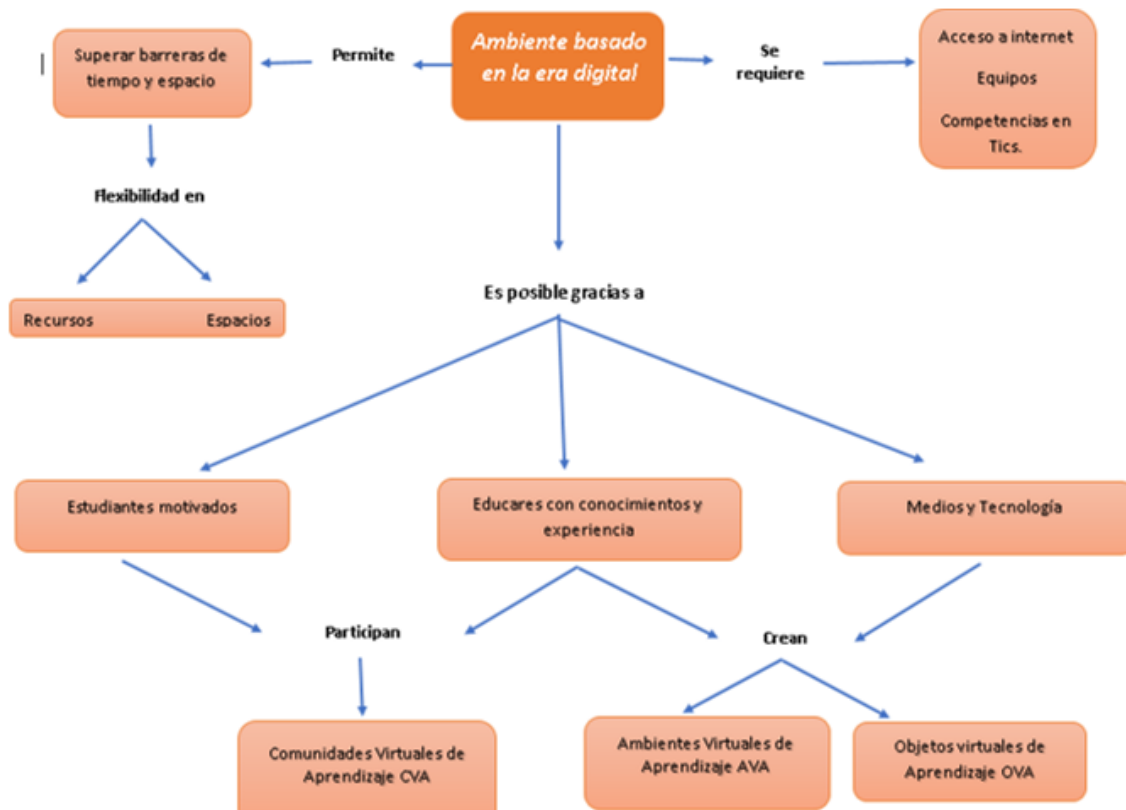 Ambiente basado
en la era digital
Permite
Superar barreras de
tiempo y espacio
Flexibilidad en
Recursos
Espacios
Se
requiere
Acceso a internet
Equipos
Competencias en
Tics.
Es posible gracias a
Estudiantes motivados
Educares con conocimientos y
experiencia
Medios y Tecnología
Participan
Crean
Comunidades Virtuales de
Aprendizaje CVA
Ambientes Virtuales de
Aprendizaje AVA
Objetos virtuales de
Aprendizaje OVA